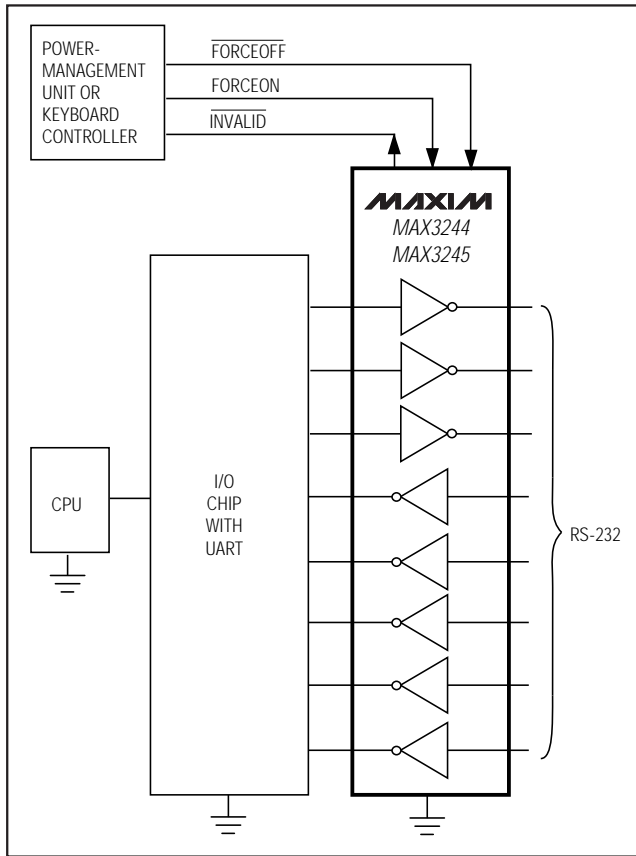 POWER-
MANAGEMENT
UNIT OR
KEYBOARD
CONTROLLER
FORCEOFF
FORCEON
INVALID
MAXIM
MAX3244
MAX3245
CPU
I/O
CHIP
WITH
UART
RS-232